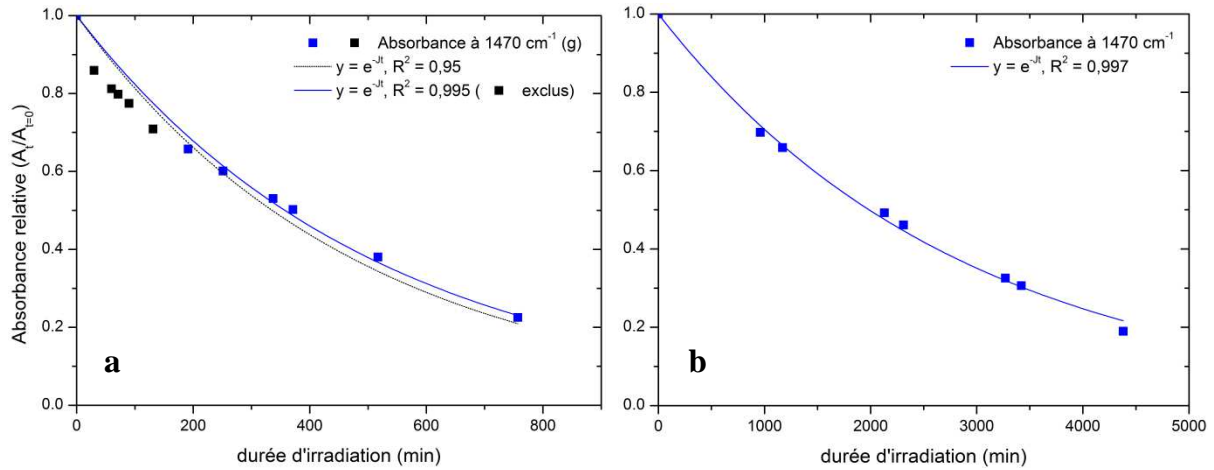 Absorbance relative (A_t/A_{t=0})
1.0
0.8
0.6
0.4
0.2
0.0
0
200
400
600
800
durée d'irradiation (min)
Absorbance à 1470 cm⁻¹ (g)
y = e^{-Jt}, R² = 0,95
y = e^{-Jt}, R² = 0,995 ( ■ exclus)
a
1.0
0.8
0.6
0.4
0.2
0.0
0
1000
2000
3000
4000
5000
durée d'irradiation (min)
Absorbance à 1470 cm⁻¹
y = e^{-Jt}, R² = 0,997
b